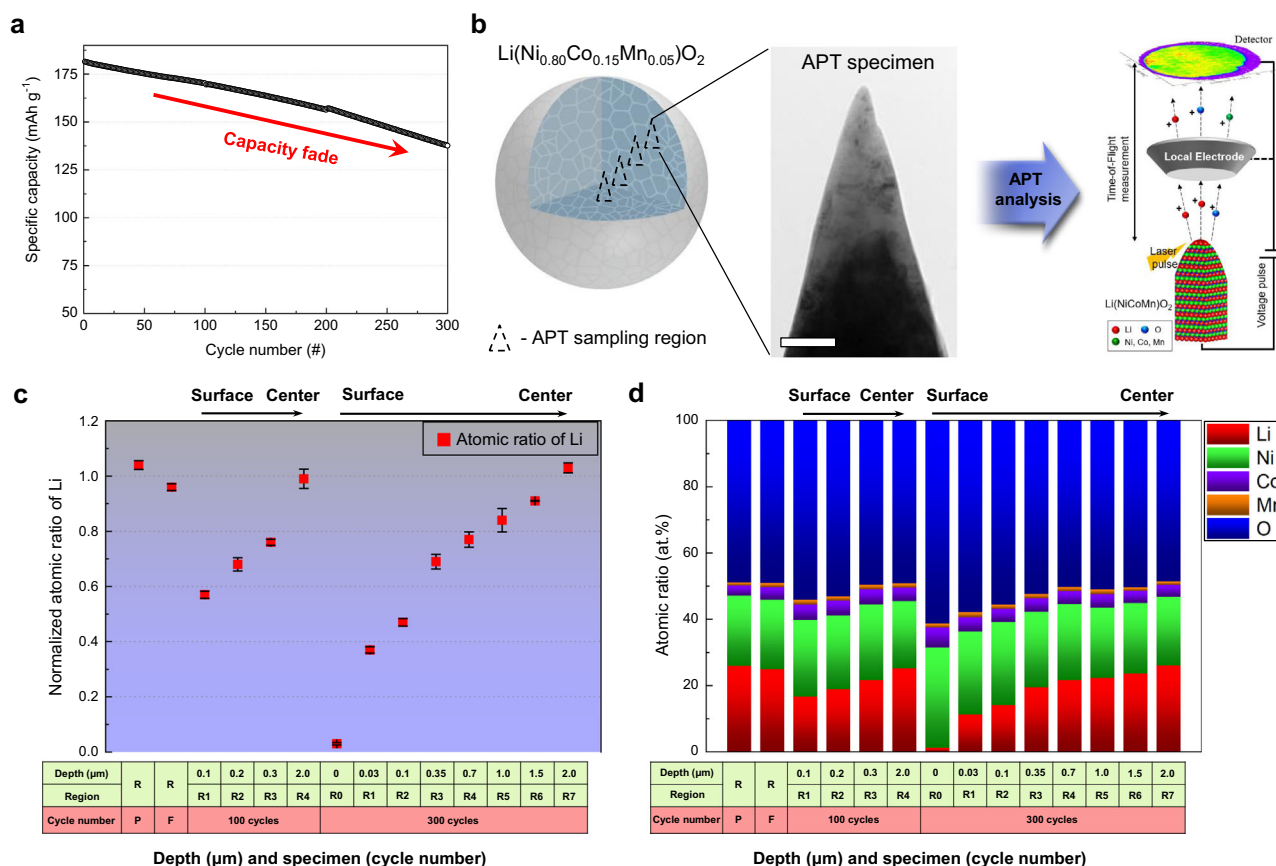 a
Specific capacity (mAh g⁻¹)
175
150
125
100
75
50
0
50
100
150
200
250
300
Cycle number (#)
Capacity fade
b
Li(Ni₀.₈₀Co₀.₁₅Mn₀.₀₅)O₂
- APT sampling region
APT specimen
APT
analysis
Detector
Time-of-Flight
measurement
+
+
+
Local Electrode
+
+
+
Laser
pulse
Li(NiCoMn)O₂
Voltage pulse
Li
O
Ni, Co, Mn
c
Surface
Center
Surface
Center
Atomic ratio of Li
Normalized atomic ratio of Li
1.2
1.0
0.8
0.6
0.4
0.2
0.0
Depth (μm) R R 0.1 0.2 0.3 2.0 0 0.03 0.1 0.35 0.7 1.0 1.5 2.0
Region R1 R2 R3 R4 R0 R1 R2 R3 R4 R5 R6 R7
Cycle number P F 100 cycles 300 cycles
Depth (μm) and specimen (cycle number)
d
Surface
Center
Surface
Center
Atomic ratio (at.%)
100
80
60
40
20
0
Li
Ni
Co
Mn
O
Depth (μm) R R 0.1 0.2 0.3 2.0 0 0.03 0.1 0.35 0.7 1.0 1.5 2.0
Region R1 R2 R3 R4 R0 R1 R2 R3 R4 R5 R6 R7
Cycle number P F 100 cycles 300 cycles
Depth (μm) and specimen (cycle number)